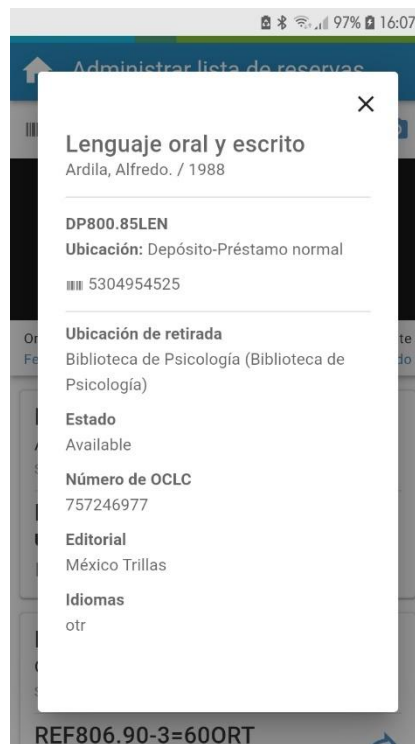 97% 16:07
Administrar lista de reservas
Lenguaje oral y escrito
Ardila, Alfredo. / 1988
DP800.85LEN
Ubicación: Depósito-Préstamo normal
5304954525
Ubicación de retirada
Biblioteca de Psicología (Biblioteca de
Psicología)
Estado
Available
Número de OCLC
757246977
Editorial
México Trillas
Idiomas
otr
REF806.90-3=60ORT